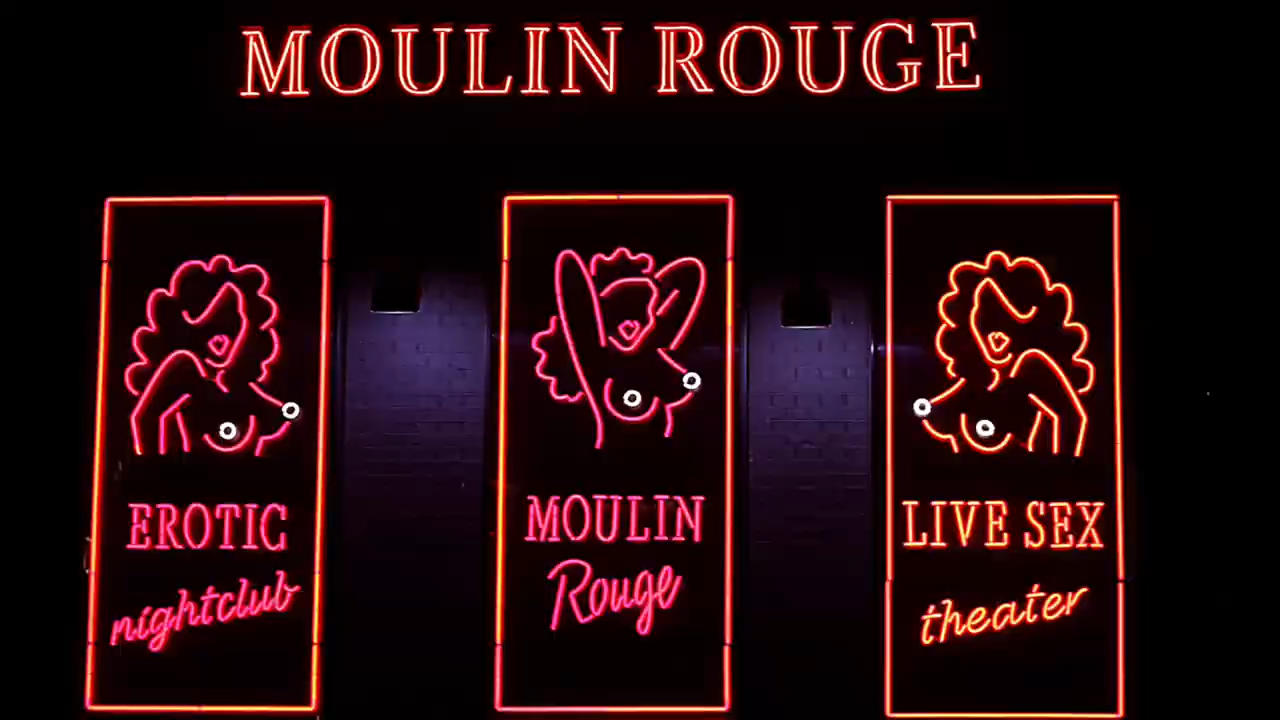 MOULIN ROUGE
EROTIC
nightclub
MOULIN
Rouge
LIVE SEX
theater